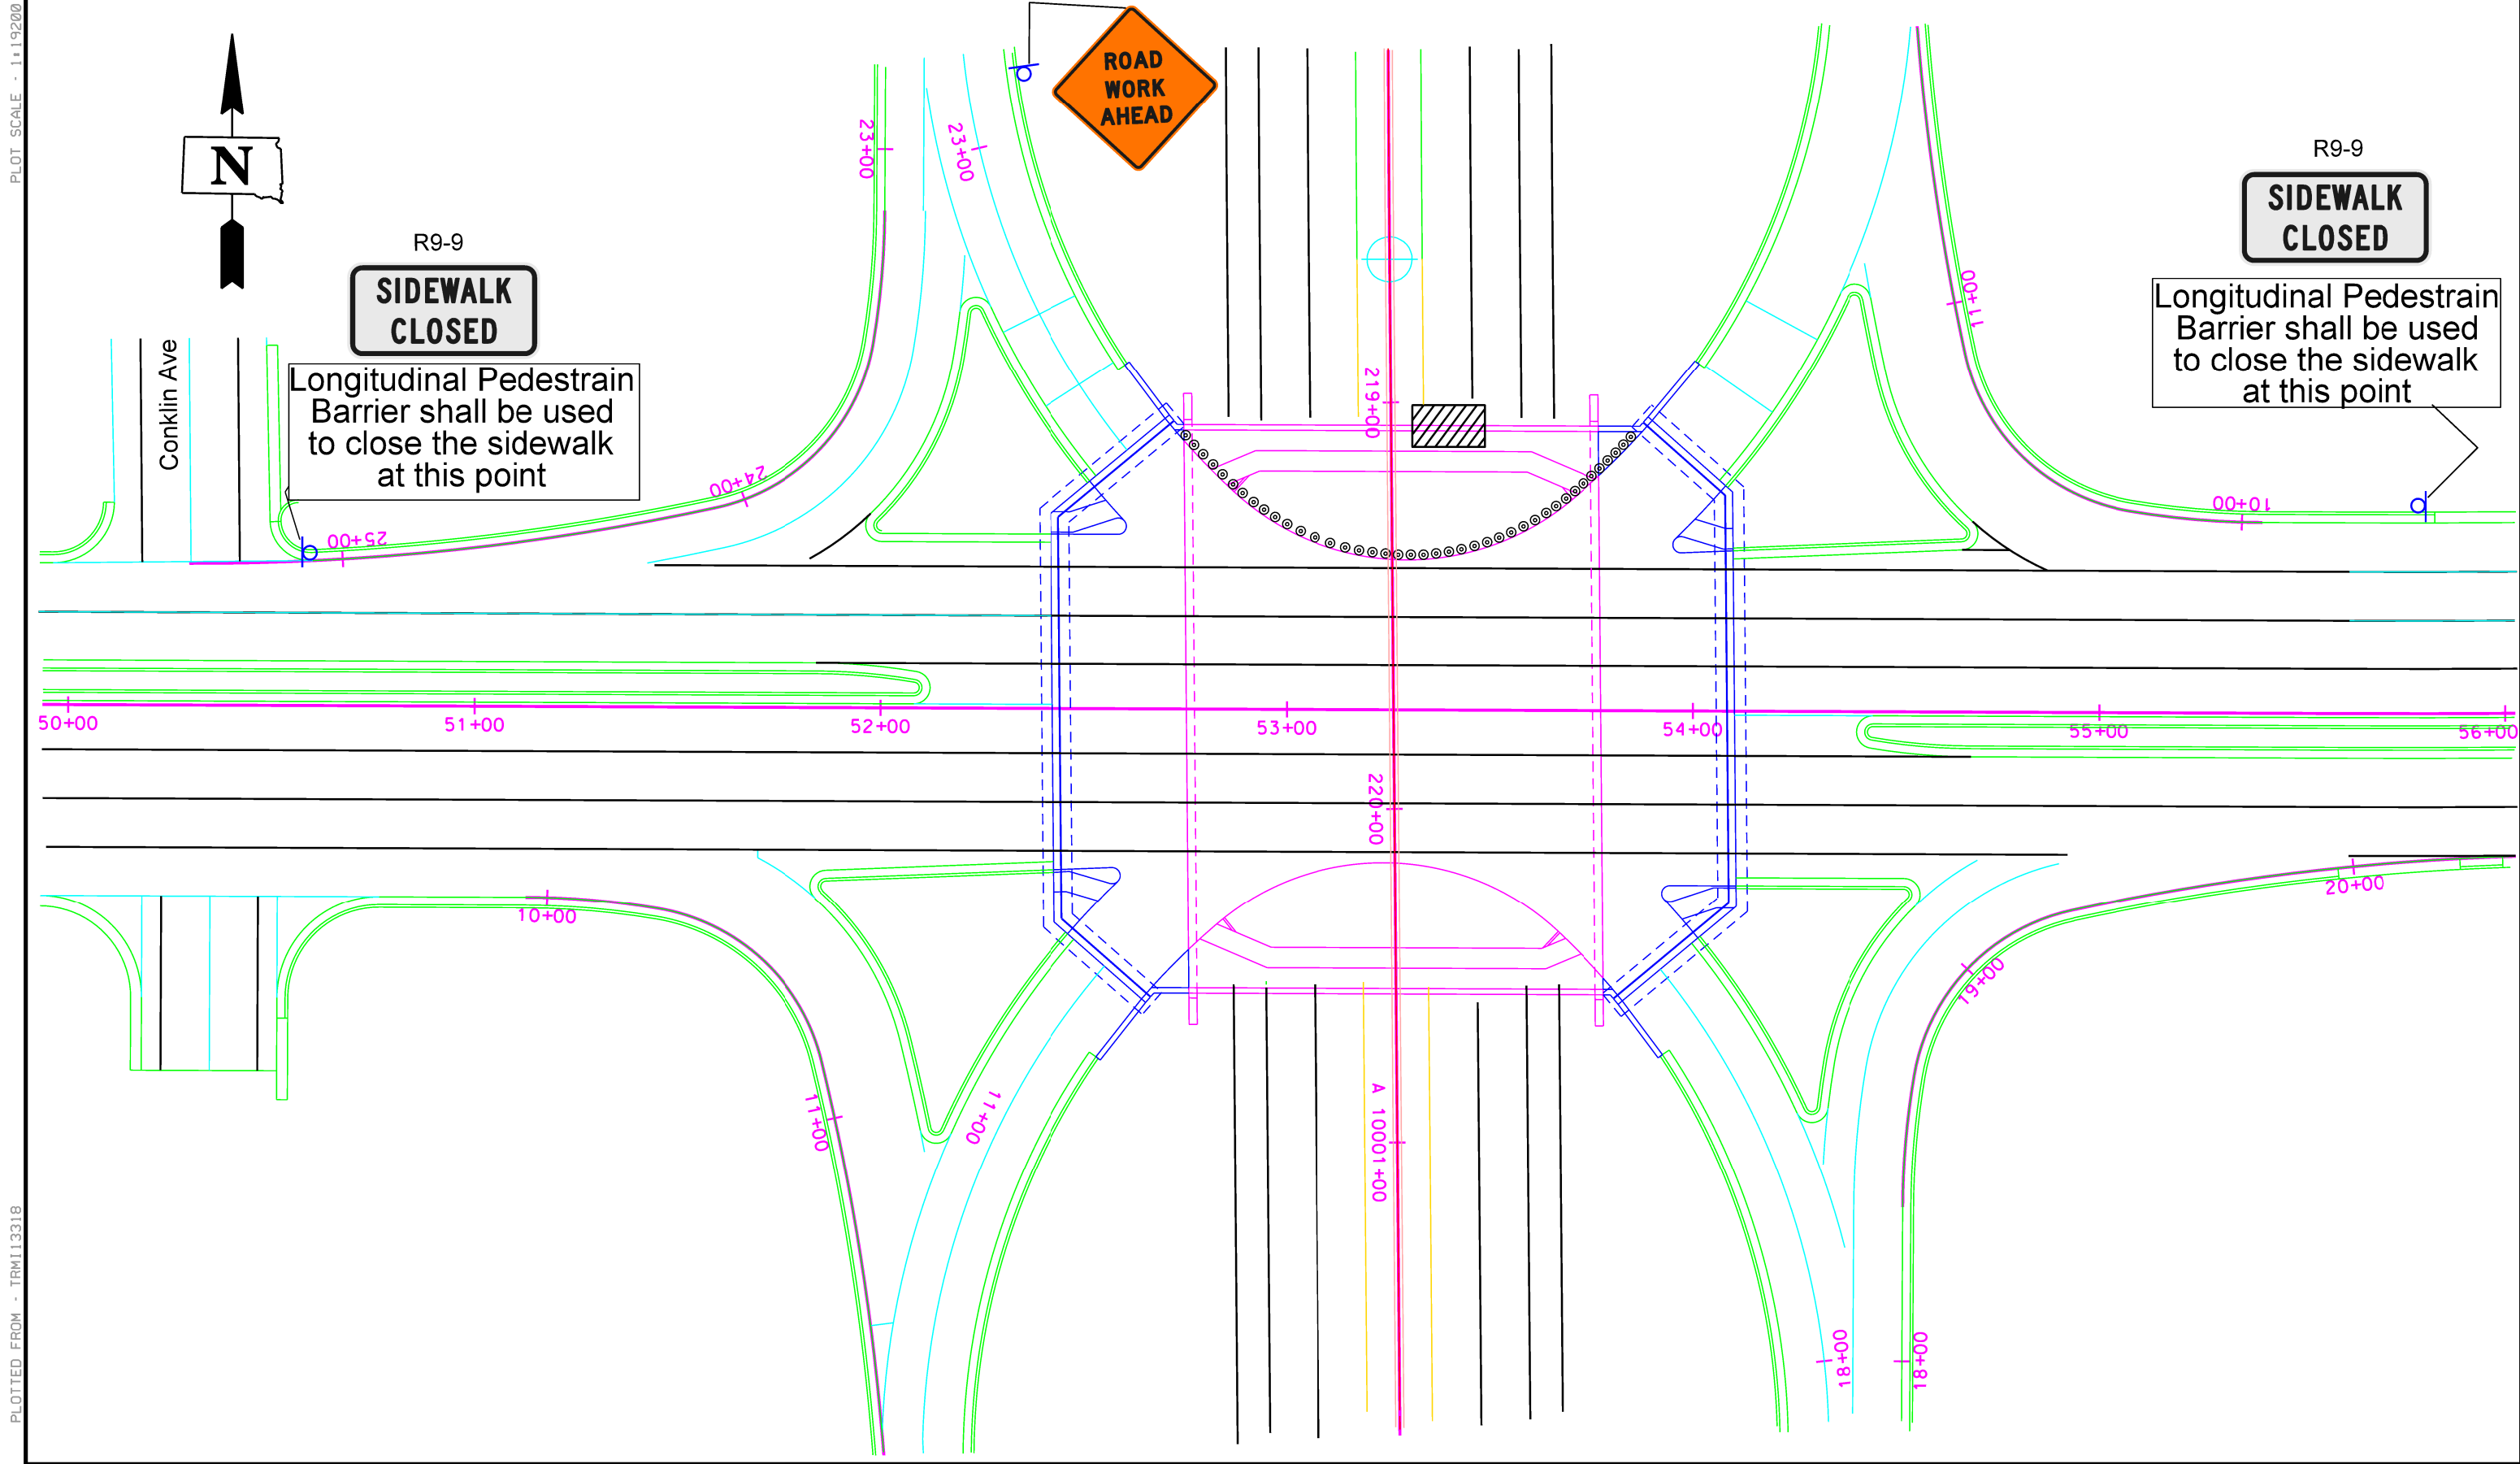 PLOT SCALE - 1:19200
ROAD
WORK
AHEAD
N
R9-9
SIDEWALK
CLOSED
Longitudinal Pedestrain
Barrier shall be used
to close the sidewalk
at this point
Conklin Ave
R9-9
SIDEWALK
CLOSED
Longitudinal Pedestrain
Barrier shall be used
to close the sidewalk
at this point
23+00
23+00
24+00
25+00
219+00
11+00
10+00
50+00
51+00
52+00
53+00
54+00
55+00
56+00
220+00
10+00
11+00
11+00
A 10001+00
20+00
19+00
18+00
18+00
PLOTTED FROM - TRMI13318